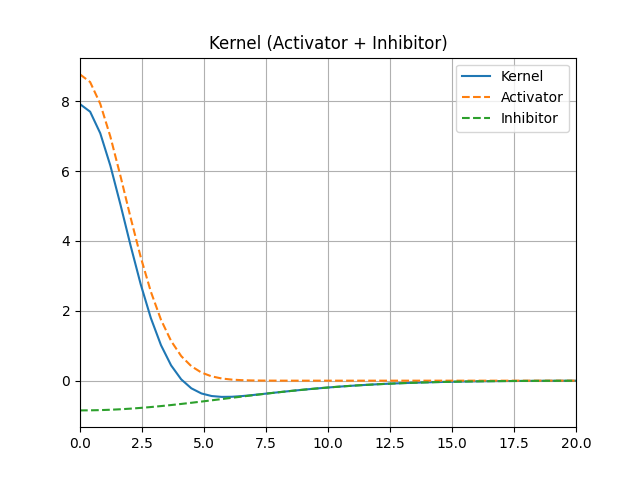 Kernel (Activator + Inhibitor)
Kernel
Activator
Inhibitor
8
6
4
2
0
0.0 2.5 5.0 7.5 10.0 12.5 15.0 17.5 20.0